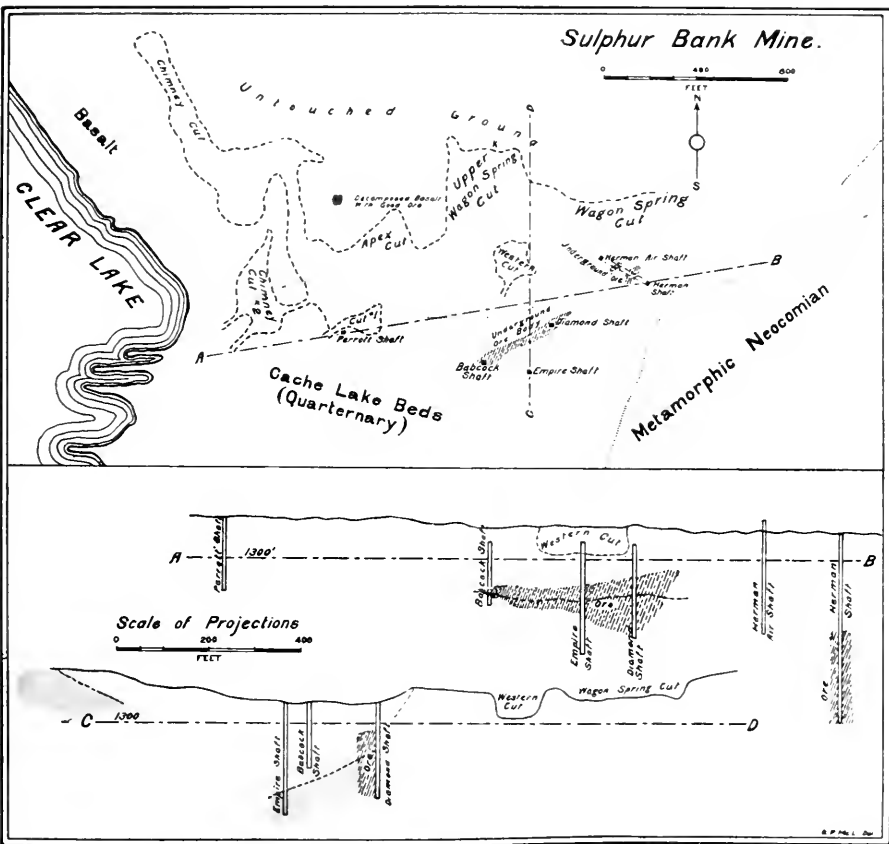 Sulphur Bank Mine.
0 400 800
FEET
N
S
Chimney Cut
Untouched Ground
Basalt
CLEAR LAKE
Decomposed Basalt
With Good Ore
Apex
Cut
Upper
Wagon Spring
Cut
D
Wagon Spring
Cut
Western
Cut
Herman Air Shaft
Underground Ore
Herman
Shaft
B
Chimney
Cut #2
Cut #1
Parrott Shaft
A
Underground
Ore Body
Diamond Shaft
Babcock
Shaft
Empire Shaft
C
Cache Lake Beds
(Quarternary)
Metamorphic Neocomian
A 1300' B
Parrott Shaft
Babcock Shaft
Western Cut
Ore
Empire
Shaft
Diamond
Shaft
Herman
Air Shaft
Herman
Shaft
Ore
Scale of Projections
0 200 400
FEET
C 1300 D
Western
Cut
Wagon Spring Cut
Empire Shaft
Babcock
Shaft
Ore
Diamond Shaft